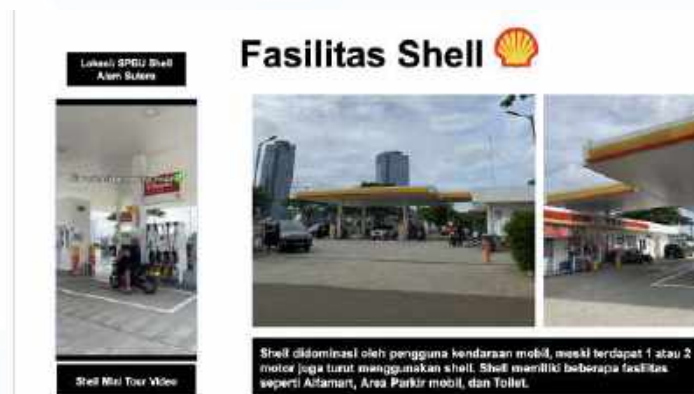 Fasilitas Shell
Lokasi: SPBU Shell
Alam Sutera
Shell didominasi oleh pengguna kendaraan mobil, meski terdapat 1 atau 2
motor juga turut menggunakan shell. Shell memiliki beberapa fasilitas
seperti Alfamart, Area Parkir mobil, dan Toilet.
Shell Mini Tour Video